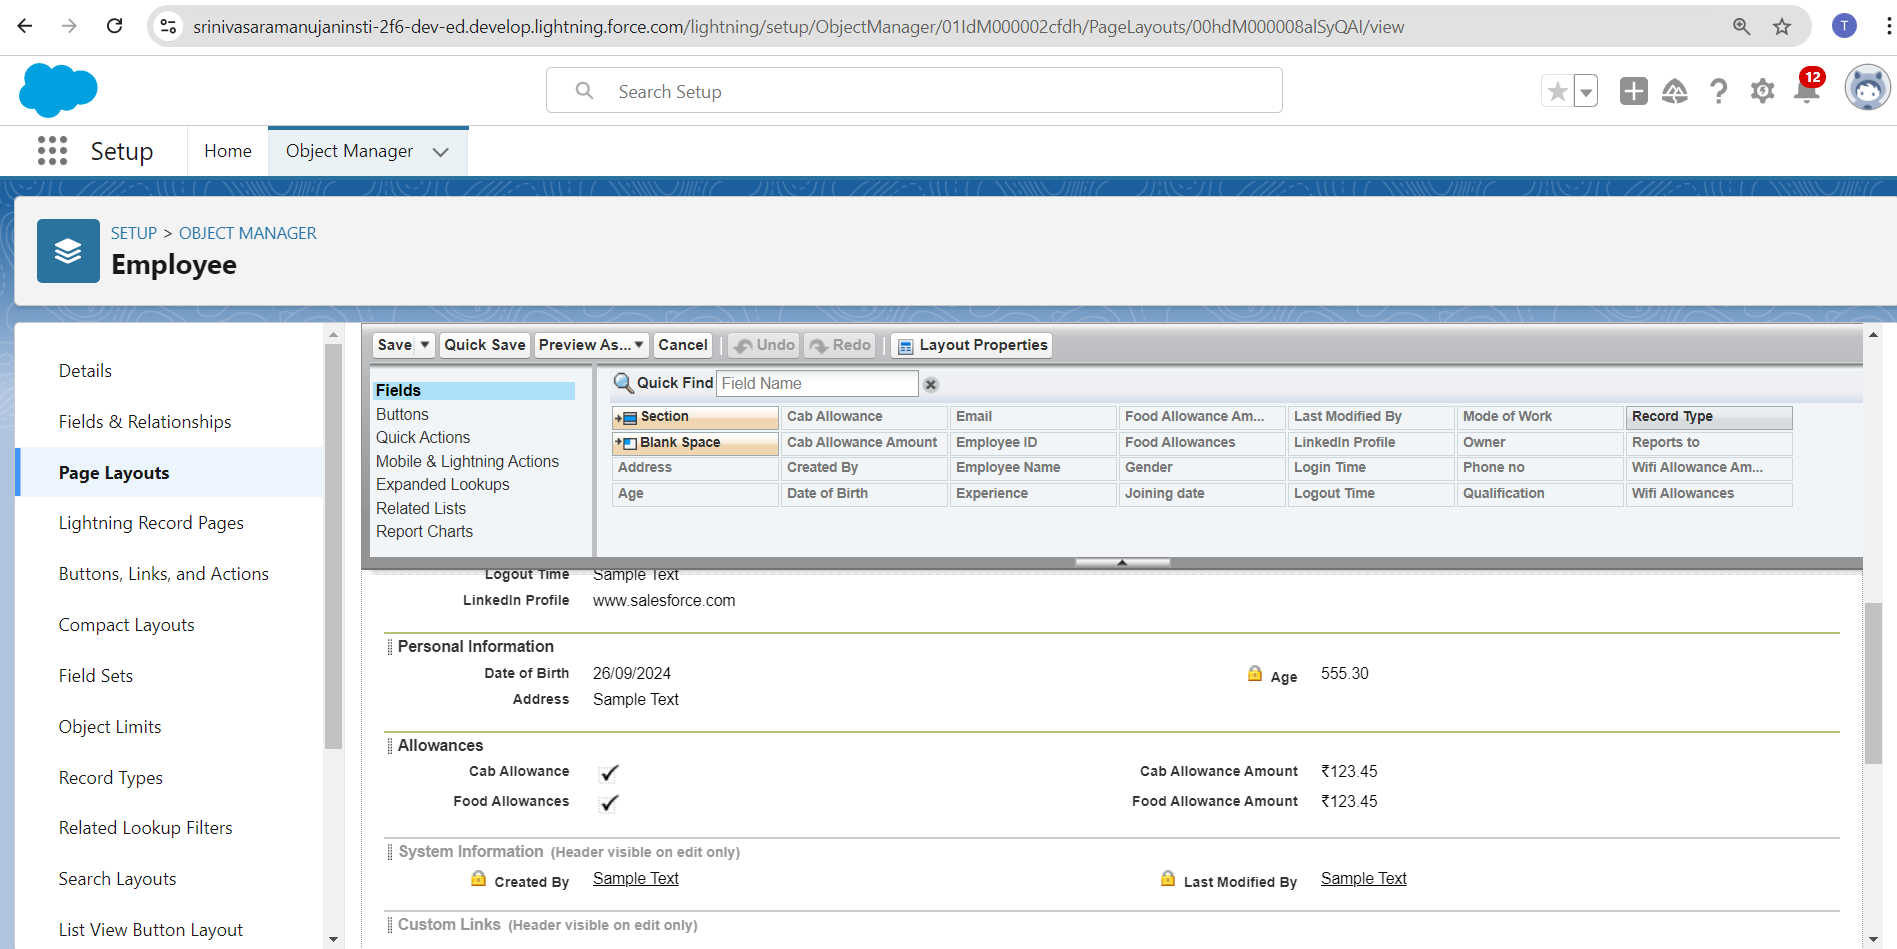 srinivasaramanujaninsti-2f6-dev-ed.develop.lightning.force.com/lightning/setup/ObjectManager/01IdM000002cfdh/PageLayouts/00hdM000008alSyQAI/view
T
Search Setup
12
Setup
Home
Object Manager
SETUP > OBJECT MANAGER
Employee
Details
Fields & Relationships
Page Layouts
Lightning Record Pages
Buttons, Links, and Actions
Compact Layouts
Field Sets
Object Limits
Record Types
Related Lookup Filters
Search Layouts
List View Button Layout
Save Quick Save Preview As... Cancel Undo Redo Layout Properties
Fields
Buttons
Quick Actions
Mobile & Lightning Actions
Expanded Lookups
Related Lists
Report Charts
Quick Find Field Name
Section Cab Allowance Email Food Allowance Am... Last Modified By Mode of Work Record Type
Blank Space Cab Allowance Amount Employee ID Food Allowances LinkedIn Profile Owner Reports to
Address Created By Employee Name Gender Login Time Phone no Wifi Allowance Am...
Age Date of Birth Experience Joining date Logout Time Qualification Wifi Allowances
Logout Time Sample Text
LinkedIn Profile www.salesforce.com
Personal Information
Date of Birth 26/09/2024 Age 555.30
Address Sample Text
Allowances
Cab Allowance Cab Allowance Amount ₹123.45
Food Allowances Food Allowance Amount ₹123.45
System Information (Header visible on edit only)
Created By Sample Text Last Modified By Sample Text
Custom Links (Header visible on edit only)